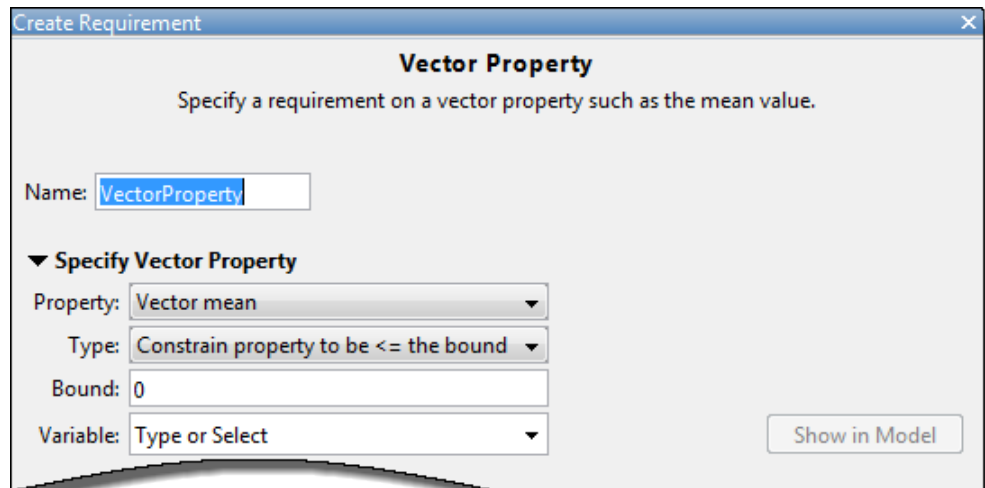 Create Requirement
Vector Property
Specify a requirement on a vector property such as the mean value.
Name: VectorProperty
Specify Vector Property
Property: Vector mean
Type: Constrain property to be <= the bound
Bound: 0
Variable: Type or Select Show in Model